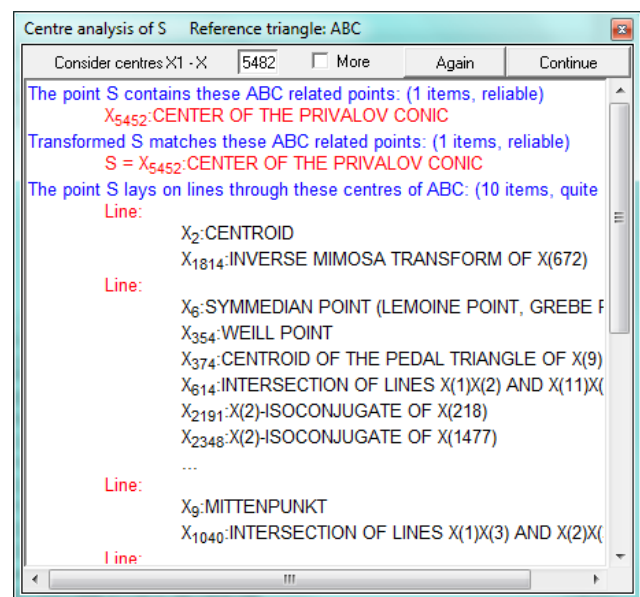 Centre analysis of S Reference triangle: ABC
Consider centres X1 - X 5482 More Again Continue
The point S contains these ABC related points: (1 items, reliable)
X5452:CENTER OF THE PRIVALOV CONIC
Transformed S matches these ABC related points: (1 items, reliable)
S = X5452:CENTER OF THE PRIVALOV CONIC
The point S lays on lines through these centres of ABC: (10 items, quite
Line:
X2:CENTROID
X1814:INVERSE MIMOSA TRANSFORM OF X(672)
Line:
X6:SYMMEDIAN POINT (LEMOINE POINT, GREBE
X354:WEILL POINT
X374:CENTROID OF THE PEDAL TRIANGLE OF X(9)
X614:INTERSECTION OF LINES X(1)X(2) AND X(11)X(
X2191:X(2)-ISOCONJUGATE OF X(218)
X2348:X(2)-ISOCONJUGATE OF X(1477)
...
Line:
X9:MITTENPUNKT
X1040:INTERSECTION OF LINES X(1)X(3) AND X(2)X(
Line: